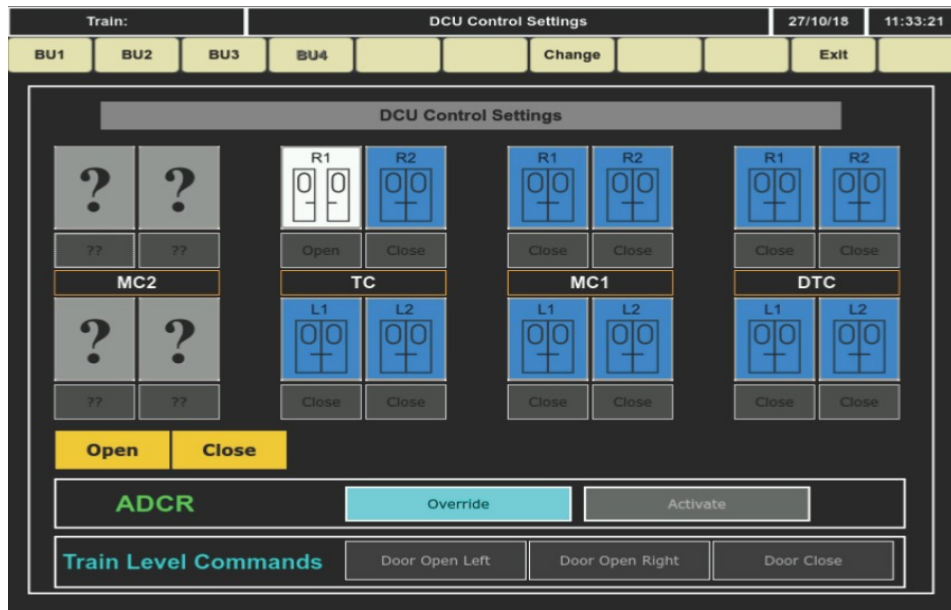 Train: DCU Control Settings 27/10/18 11:33:21
BU1 BU2 BU3 BU4 Change Exit
DCU Control Settings
? ? R1 R2 R1 R2 R1 R2
?? ?? Open Close Close Close Close Close
MC2 TC MC1 DTC
? ? L1 L2 L1 L2 L1 L2
?? ?? Close Close Close Close Close Close
Open Close
ADCR Override Activate
Train Level Commands Door Open Left Door Open Right Door Close